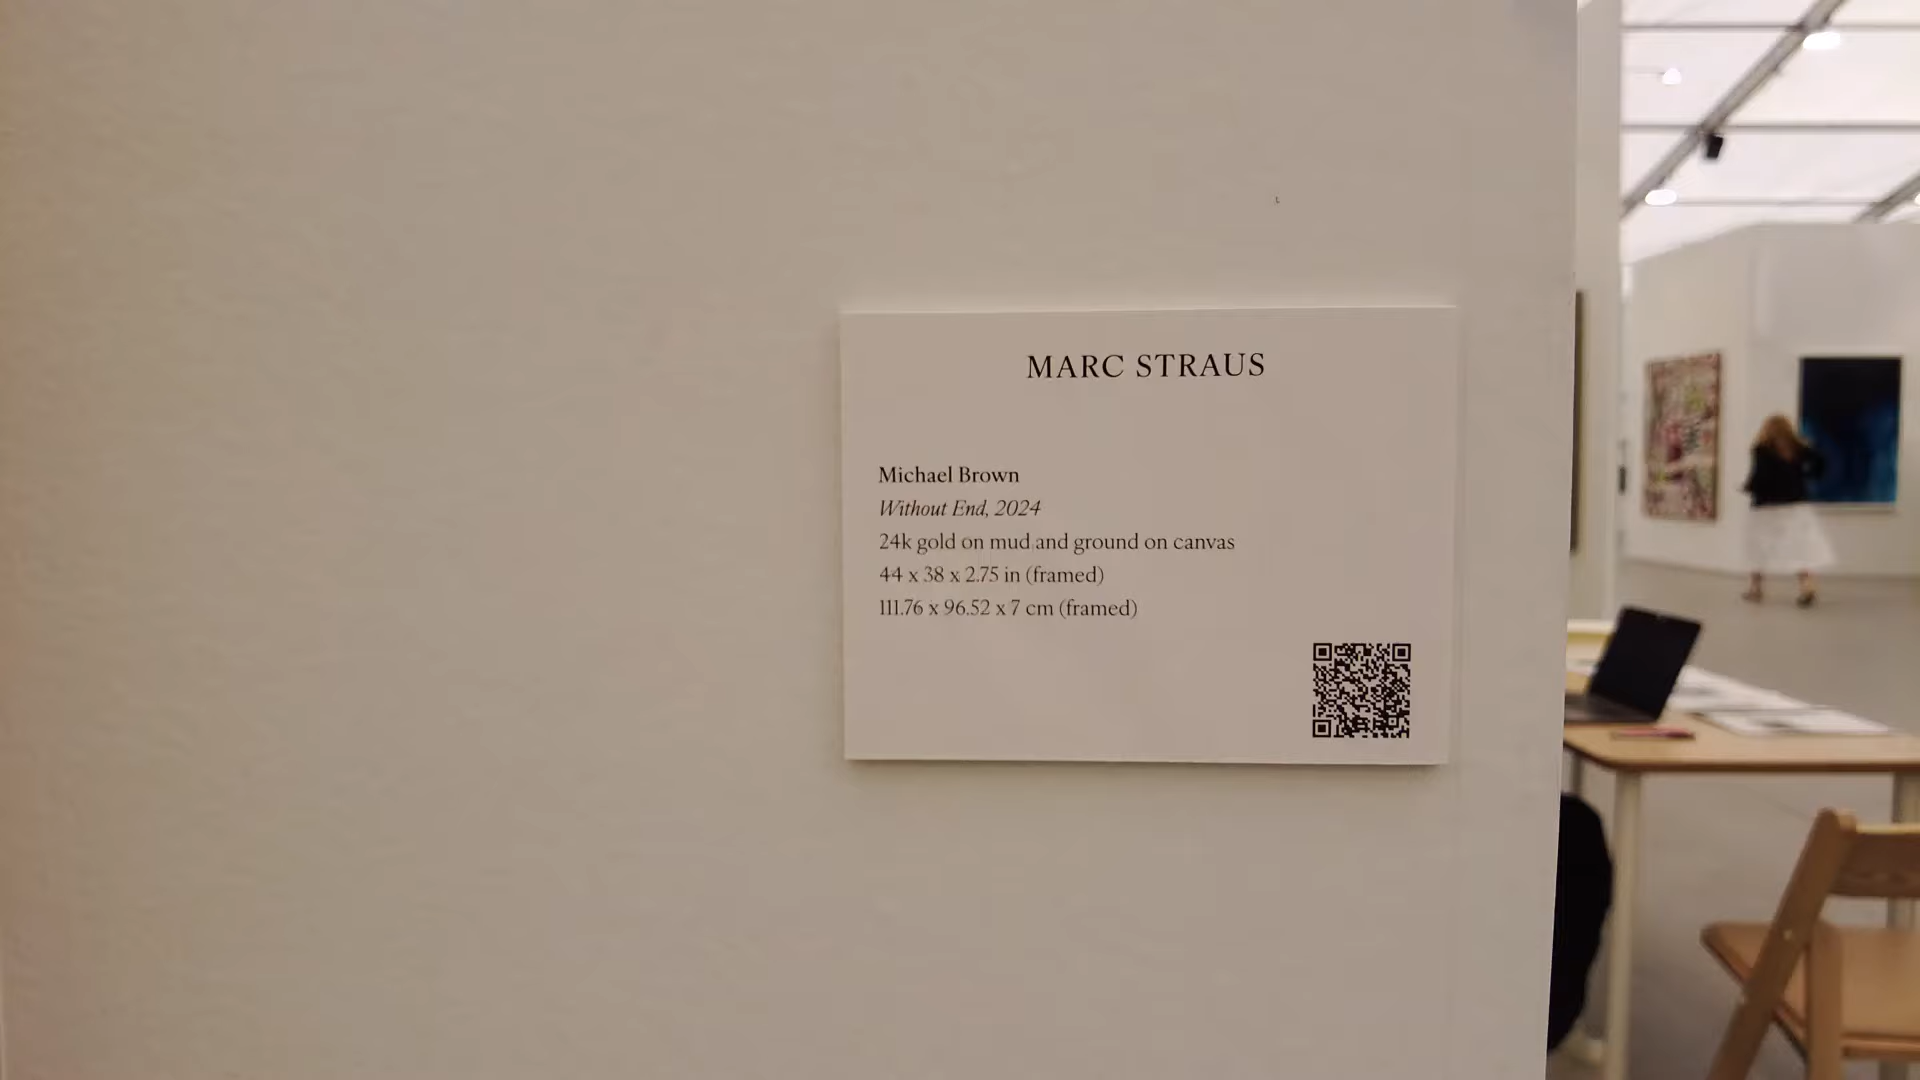 MARC STRAUS
Michael Brown
Without End, 2024
24k gold on mud and ground on canvas
44 x 38 x 2.75 in (framed)
111.76 x 96.52 x 7 cm (framed)